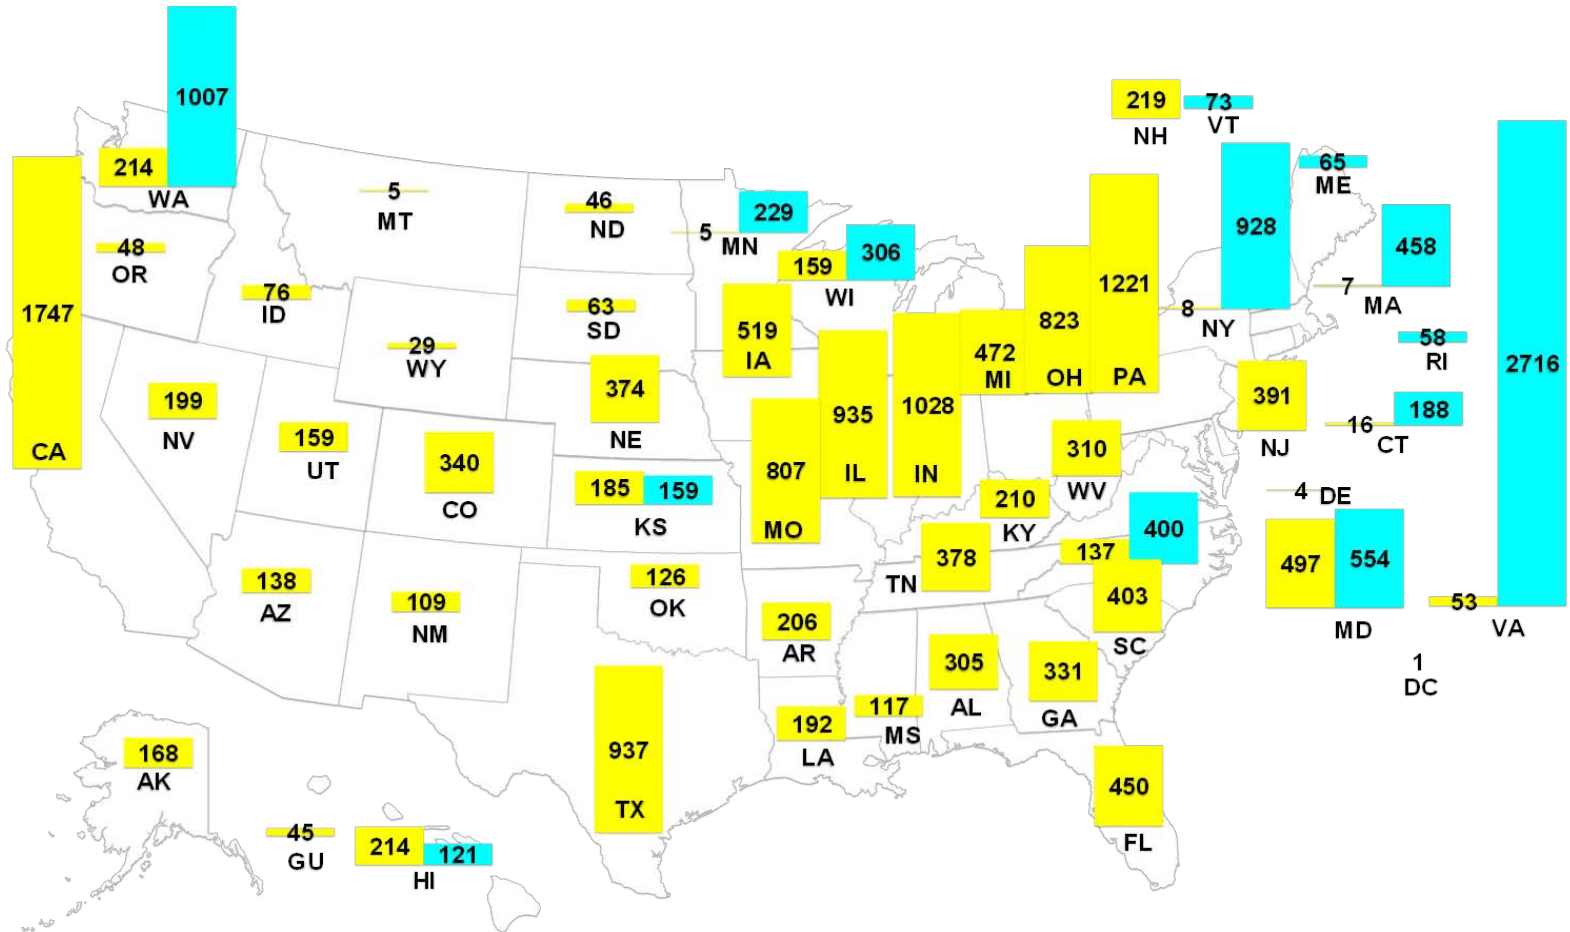 1007
214
WA
1747
CA
48
OR
5
MT
46
ND
5
229
MN
159
306
WI
219
NH
73
VT
65
ME
928
8
NY
458
7
MA
58
RI
2716
53
VA
188
16
CT
76
ID
29
WY
63
SD
519
IA
374
NE
199
NV
159
UT
340
CO
185
159
KS
807
MO
935
IL
1028
IN
472
MI
823
OH
1221
PA
391
NJ
310
WV
210
KY
4
DE
497
554
MD
1
DC
400
137
403
SC
378
TN
138
AZ
109
NM
126
OK
206
AR
305
AL
331
GA
117
MS
192
LA
937
TX
450
FL
168
AK
45
GU
214
121
HI